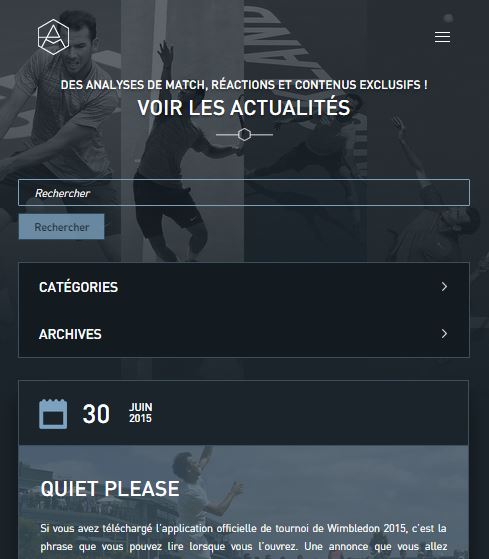 DES ANALYSES DE MATCH, RÉACTIONS ET CONTENUS EXCLUSIFS !
VOIR LES ACTUALITÉS
Rechercher
Rechercher
CATÉGORIES
ARCHIVES
30 JUIN
2015
QUIET PLEASE
Si vous avez téléchargé l'application officielle de tournoi de Wimbledon 2015, c'est la
phrase que vous pouvez lire lorsque vous l'ouvrez. Une annonce que vous allez